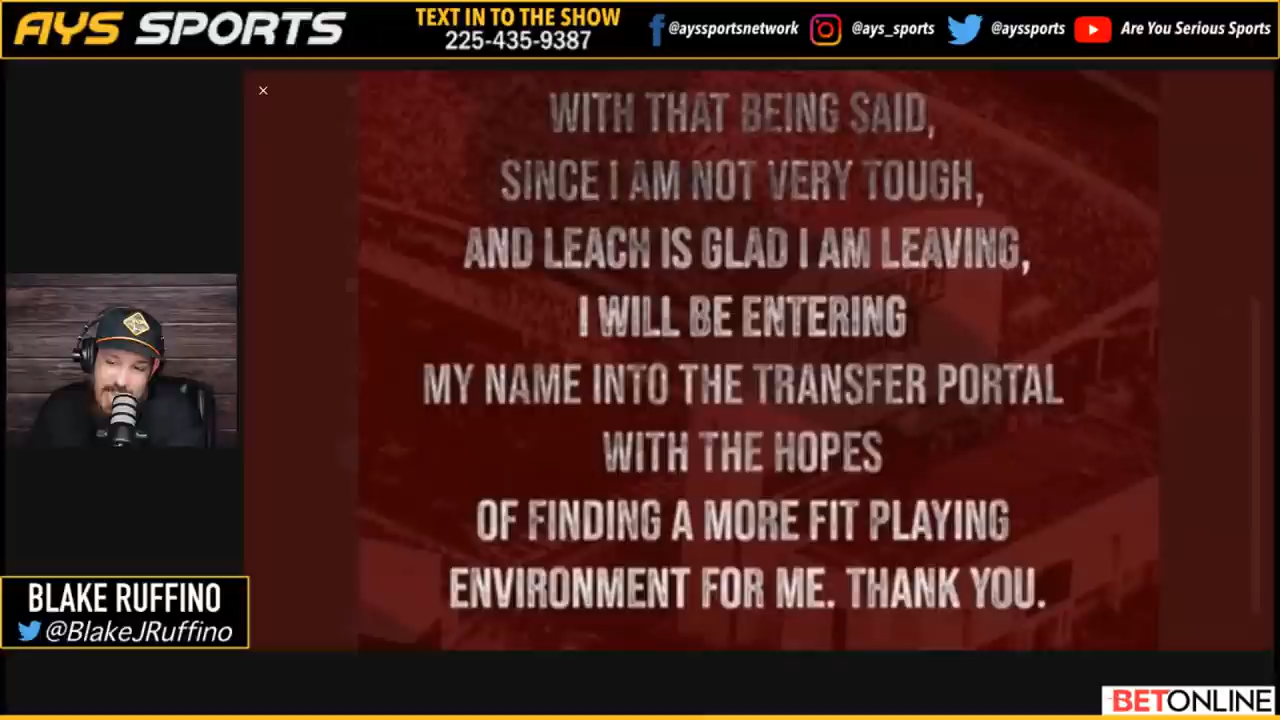 AYS SPORTS
TEXT IN TO THE SHOW
225-435-9387
@ayssportsnetwork
@ays_sports
@ayssports
Are You Serious Sports
WITH THAT BEING SAID,
SINCE I AM NOT VERY TOUGH,
AND LEACH IS GLAD I AM LEAVING,
I WILL BE ENTERING
MY NAME INTO THE TRANSFER PORTAL
WITH THE HOPES
OF FINDING A MORE FIT PLAYING
ENVIRONMENT FOR ME. THANK YOU.
BLAKE RUFFINO
@BlakeJRuffino
BETONLINE